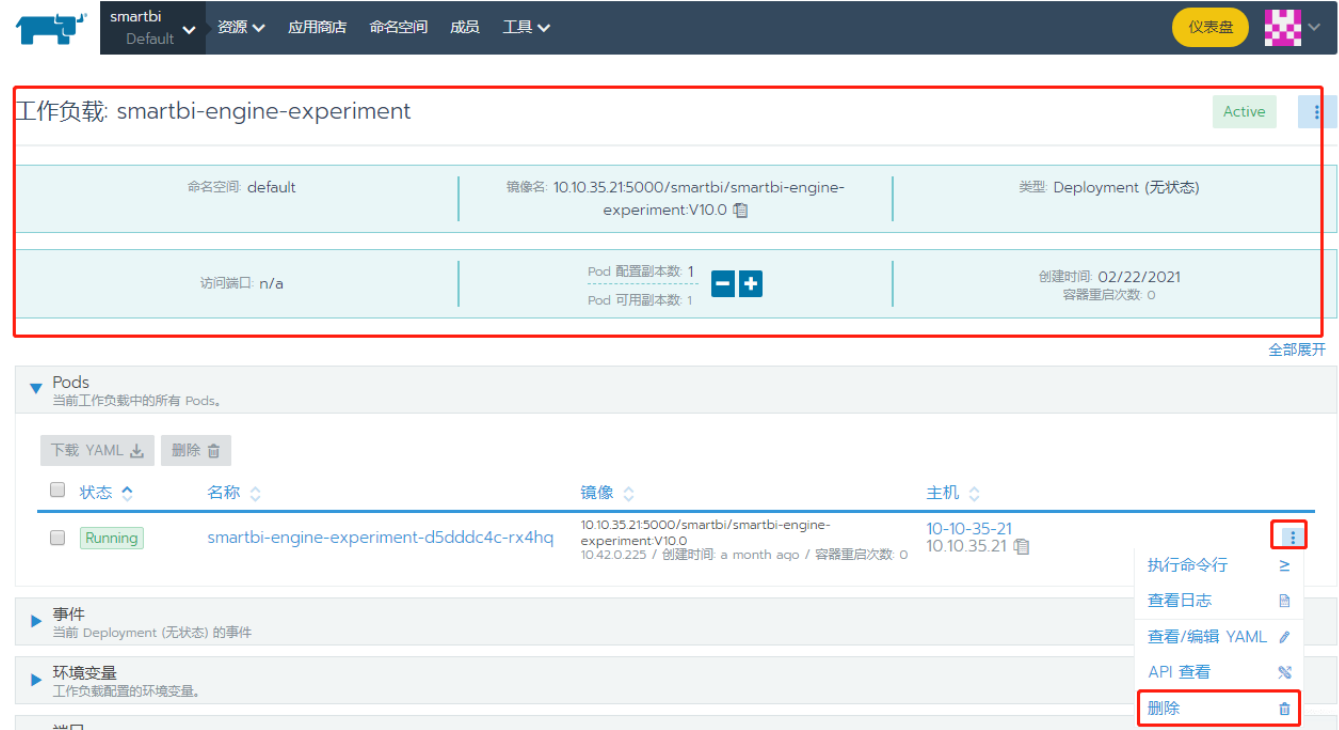 smartbi
Default
资源 应用商店 命名空间 成员 工具 仪表盘
工作负载: smartbi-engine-experiment Active
命名空间: default
镜像名: 10.10.35.21:5000/smartbi/smartbi-engine-
experiment:V10.0
类型: Deployment (无状态)
访问端口: n/a
Pod 配置副本数: 1
Pod 可用副本数: 1
创建时间: 02/22/2021
容器重启次数: 0
全部展开
Pods
当前工作负载中的所有 Pods。
下载 YAML 删除
状态 名称 镜像 主机
Running smartbi-engine-experiment-d5dddc4c-rx4hq
10.10.35.21:5000/smartbi/smartbi-engine-
experiment:V10.0
10.42.0.225 / 创建时间: a month ago / 容器重启次数: 0
10-10-35-21
10.10.35.21
执行命令行
查看日志
查看/编辑 YAML
API 查看
删除
事件
当前 Deployment (无状态) 的事件
环境变量
工作负载配置的环境变量。